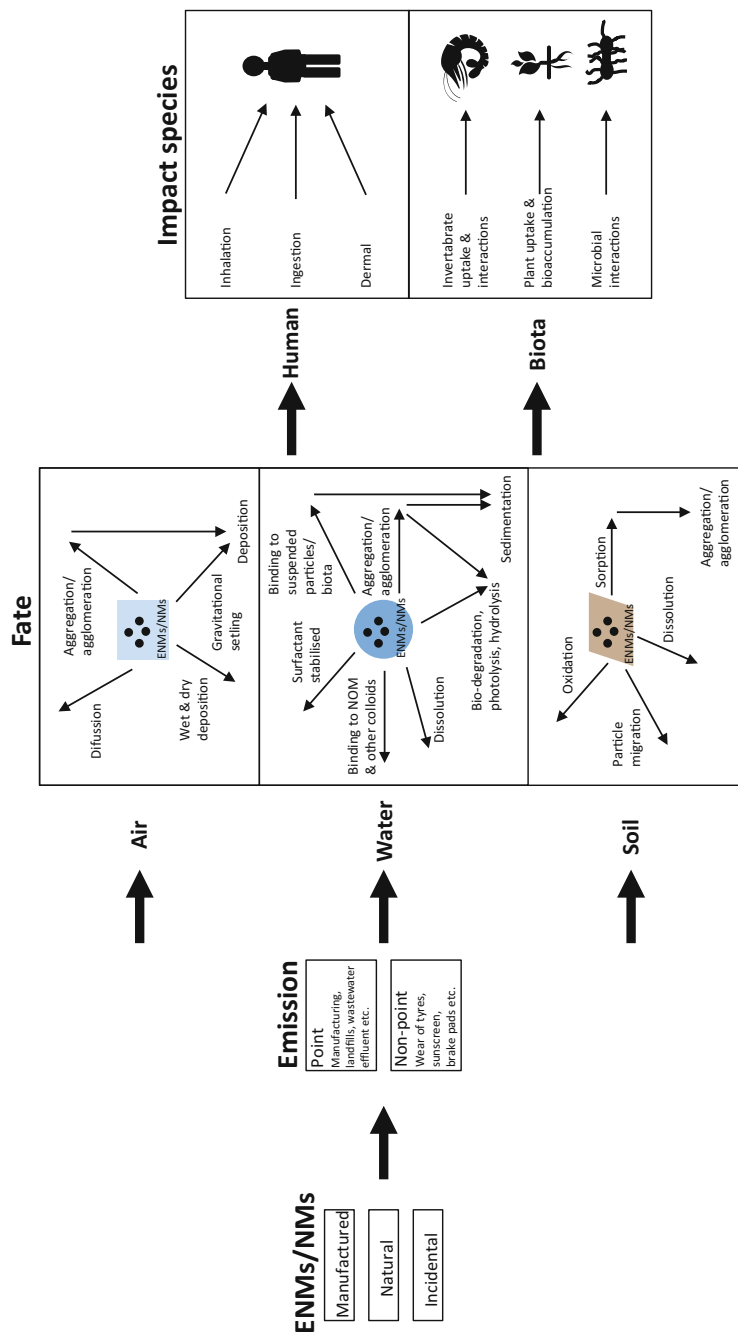 ENMs/NMs
Manufactured
Natural
Incidental
Emission
Point
Manufacturing,
landfills, wastewater
effluent etc.
Non-point
Wear of tyres,
sunscreen,
brake pads etc.
Air
Water
Soil
Fate
Difussion
Aggregation/
agglomeration
ENMs/NMs
Wet & dry
deposition
Gravitational
setling
Deposition
Surfactant
stabilised
Binding to
suspended
particles/
biota
Binding to NOM
& other colloids
ENMs/NMs
Aggregation/
agglomeration
Dissolution
Bio-degradation,
photolysis, hydrolysis
Sedimentation
Oxidation
Sorption
ENMs/NMs
Particle
migration
Dissolution
Aggregation/
agglomeration
Human
Biota
Impact species
Inhalation
Ingestion
Dermal
Invertabrate
uptake &
interactions
Plant uptake &
bioaccumulation
Microbial
interactions